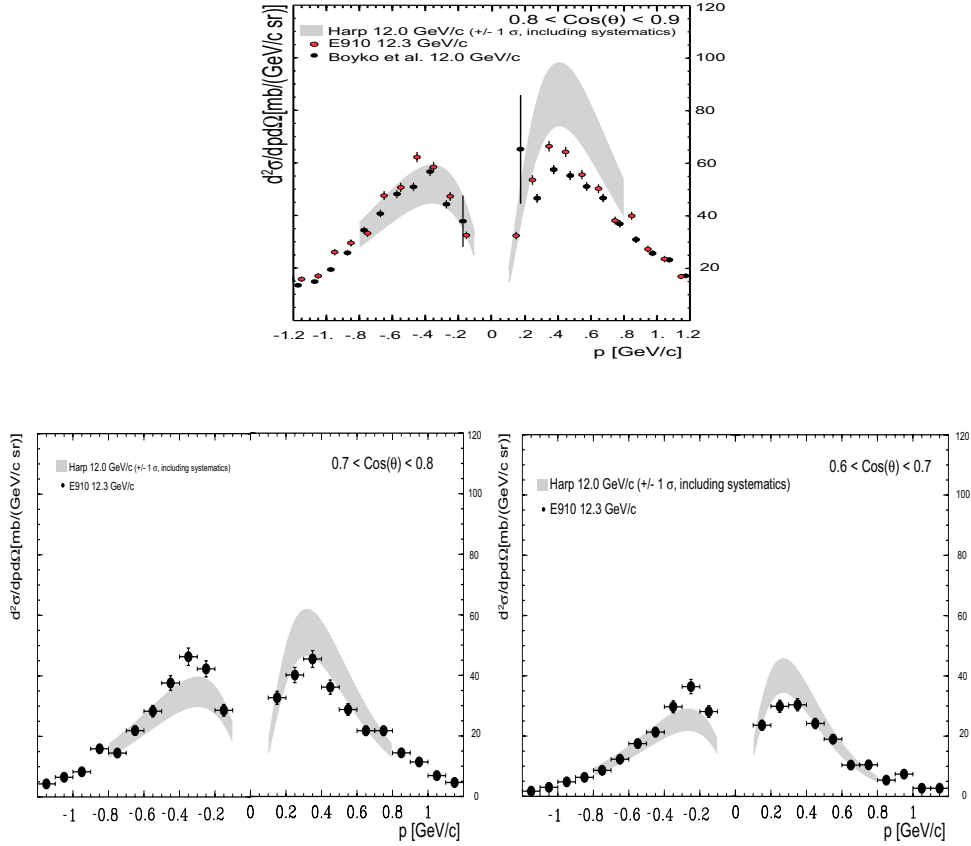 0.8 < Cos(θ) < 0.9
Harp 12.0 GeV/c (+/- 1 σ, including systematics)
E910 12.3 GeV/c
Boyko et al. 12.0 GeV/c
d²σ/dpdΩ[mb/(GeV/c sr)]
120
100
80
60
40
20
-1.2 -1. -.8 -.6 -.4 -.2 0 .2 .4 .6 .8 1. 1.2
p [GeV/c]
0.7 < Cos(θ) < 0.8
Harp 12.0 GeV/c (+/- 1 σ, including systematics)
E910 12.3 GeV/c
d²σ/dpdΩ[mb/(GeV/c sr)]
120
100
80
60
40
20
0
-1 -0.8 -0.6 -0.4 -0.2 0 0.2 0.4 0.6 0.8 1
p [GeV/c]
0.6 < Cos(θ) < 0.7
Harp 12.0 GeV/c (+/- 1 σ, including systematics)
E910 12.3 GeV/c
d²σ/dpdΩ[mb/(GeV/c sr)]
120
100
80
60
40
20
0
-1 -0.8 -0.6 -0.4 -0.2 0 0.2 0.4 0.6 0.8 1
p [GeV/c]